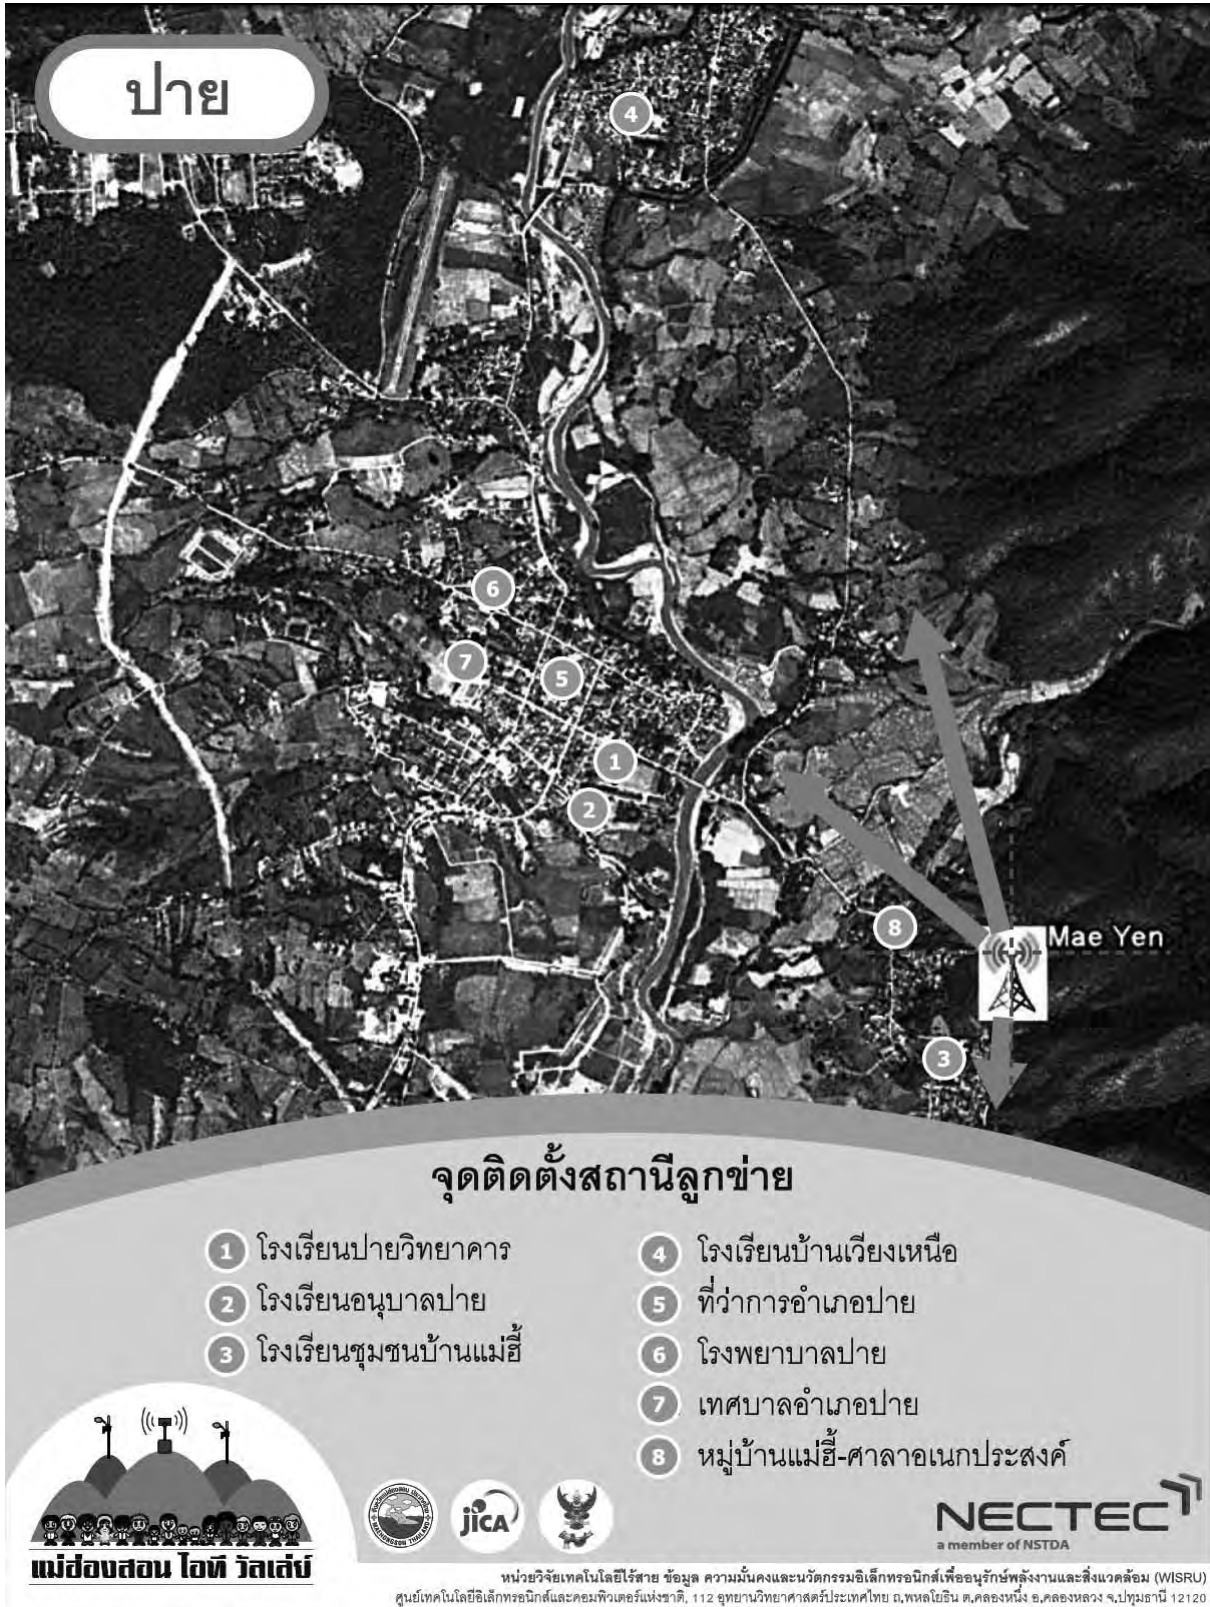 ปาย
4
6
7
5
1
2
8
Mae Yen
3
จุดติดตั้งสถานีลูกข่าย
1 โรงเรียนปายวิทยาคาร
2 โรงเรียนอนุบาลปาย
3 โรงเรียนชุมชนบ้านแม่ฮี้
4 โรงเรียนบ้านเวียงเหนือ
5 ที่ว่าการอำเภอปาย
6 โรงพยาบาลปาย
7 เทศบาลอำเภอปาย
8 หมู่บ้านแม่ฮี้-ศาลาอเนกประสงค์
แม่ฮ่องสอน ไอที วัลเล่ย์
JICA
NECTEC
a member of NSTDA
หน่วยวิจัยเทคโนโลยีไร้สาย ข้อมูล ความมั่นคงและนวัตกรรมอิเล็กทรอนิกส์เพื่ออนุรักษ์พลังงานและสิ่งแวดล้อม (WISRU)
ศูนย์เทคโนโลยีอิเล็กทรอนิกส์และคอมพิวเตอร์แห่งชาติ, 112 อุทยานวิทยาศาสตร์ประเทศไทย ถ.พหลโยธิน ต.คลองหนึ่ง อ.คลองหลวง จ.ปทุมธานี 12120